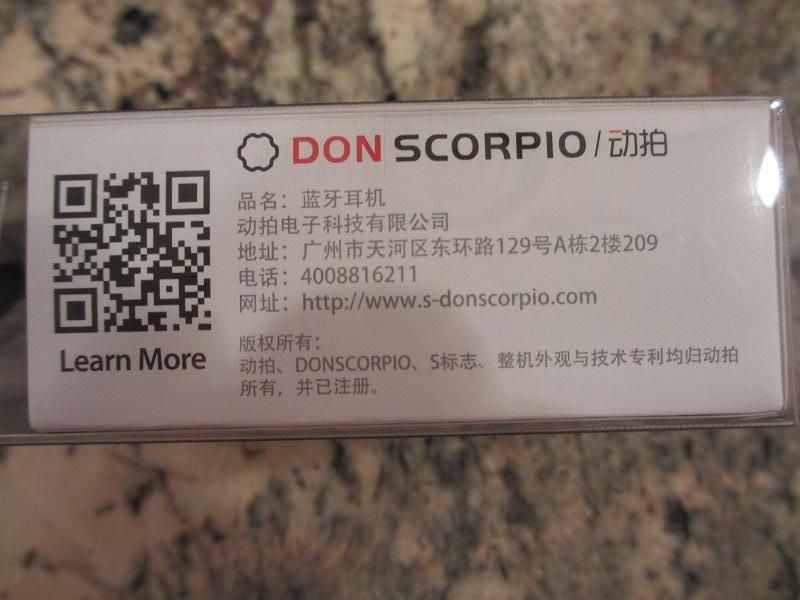 DON SCORPIO/动拍
品名：蓝牙耳机
动拍电子科技有限公司
地址：广州市天河区东环路129号A栋2楼209
电话：4008816211
网址：http://www.s-donscorpio.com
Learn More
版权所有：
动拍、DONSCORPIO、S标志、整机外观与技术专利均归动拍
所有，并已注册。